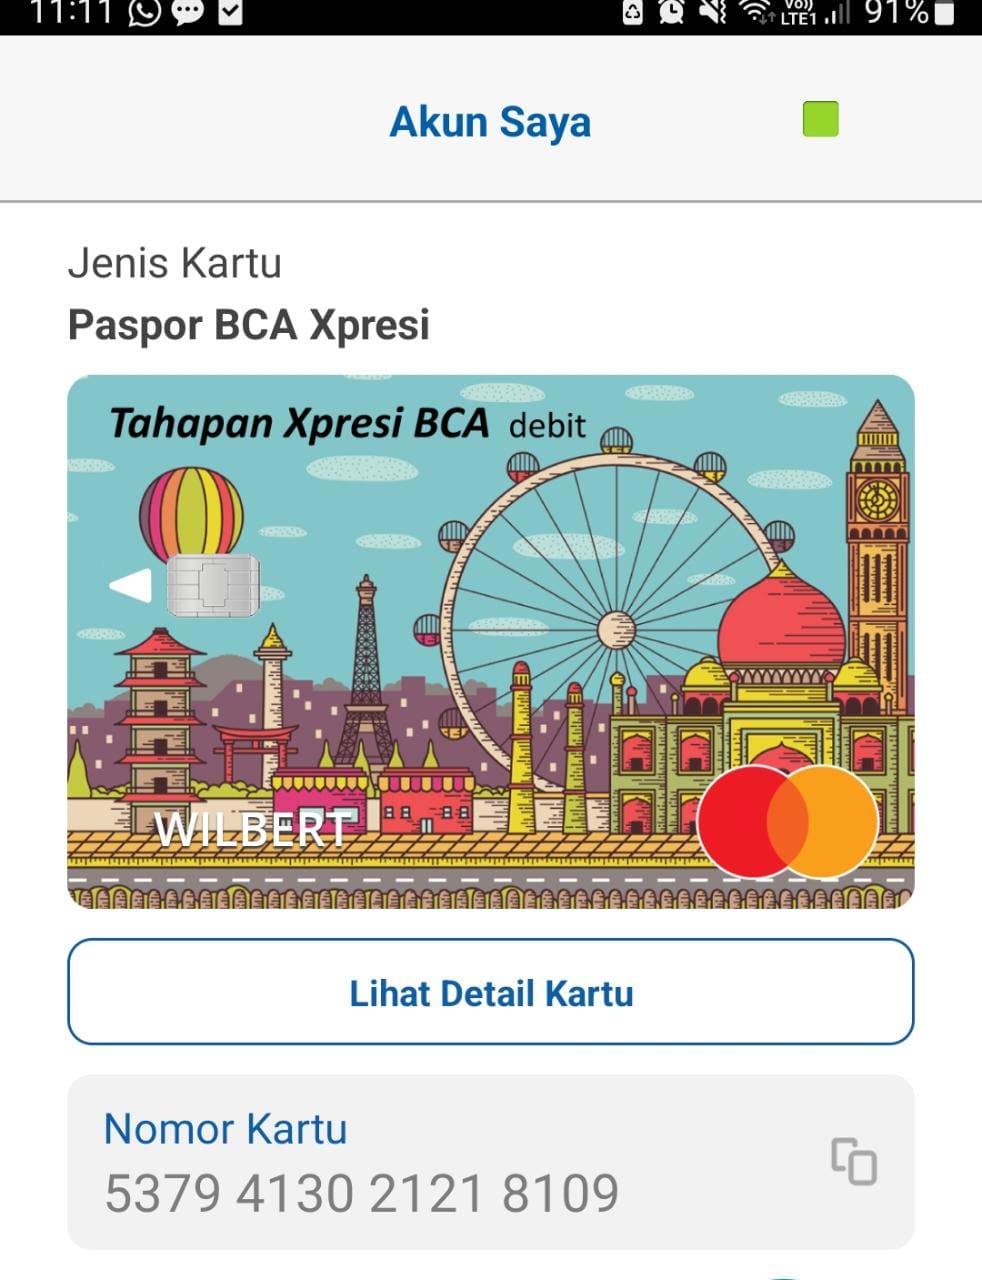 11:11
Vo))
LTE1
91%
Akun Saya
Jenis Kartu
Paspor BCA Xpresi
Tahapan Xpresi BCA debit
WILBERT
Lihat Detail Kartu
Nomor Kartu
5379 4130 2121 8109